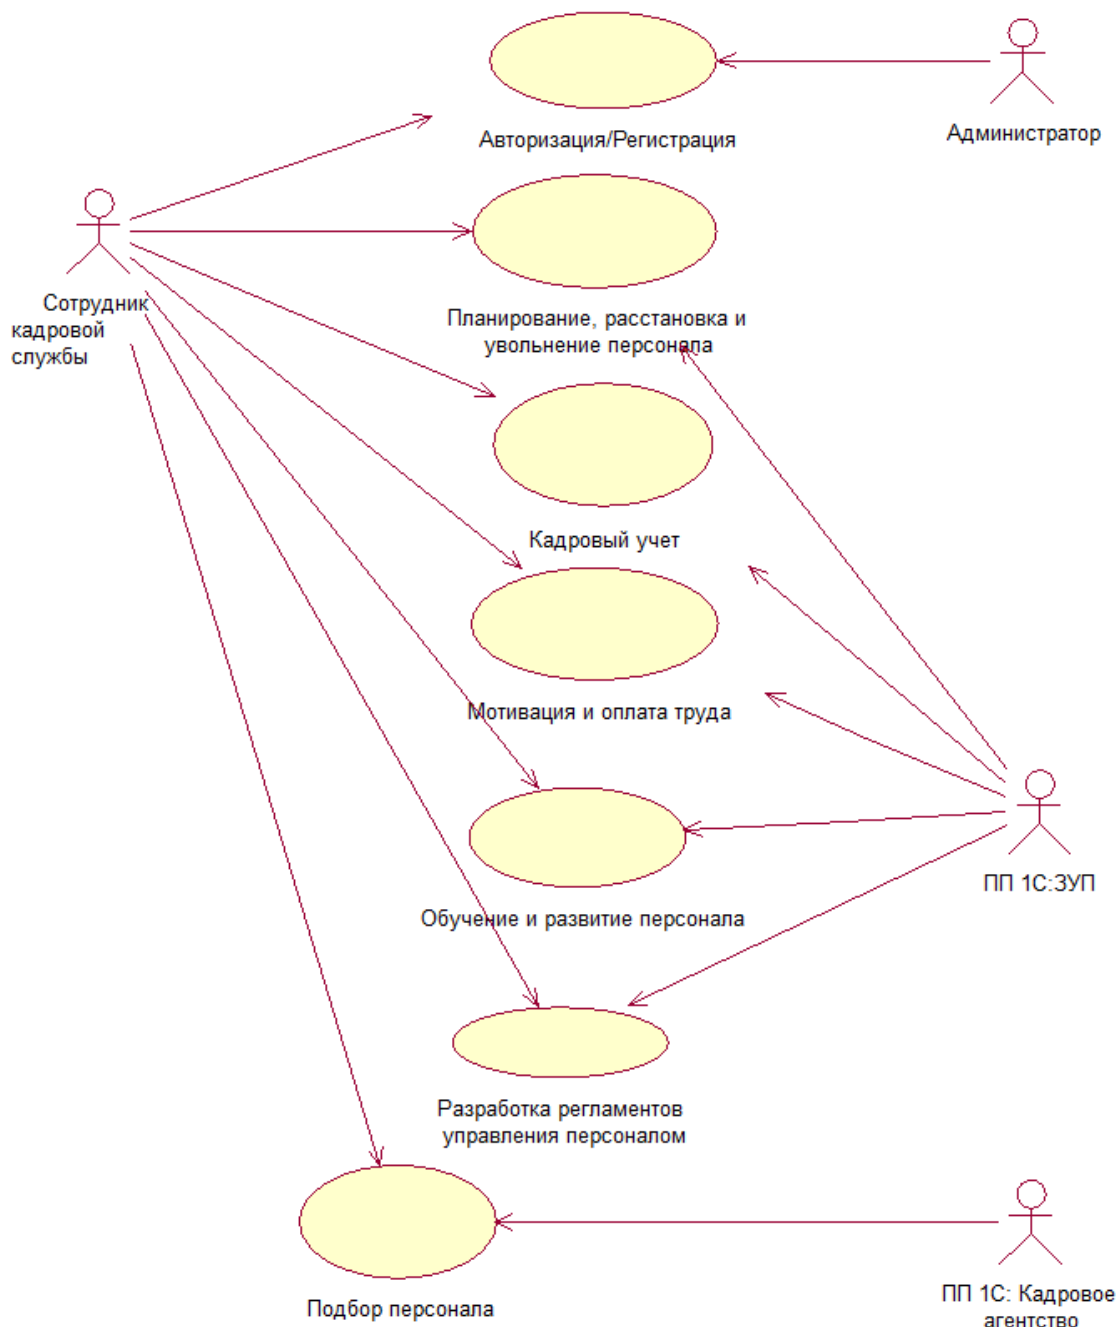 Авторизация/Регистрация
Администратор
Сотрудник
кадровой
службы
Планирование, расстановка и
увольнение персонала
Кадровый учет
Мотивация и оплата труда
ПП 1С:ЗУП
Обучение и развитие персонала
Разработка регламентов
управления персоналом
Подбор персонала
ПП 1С: Кадровое
агентство